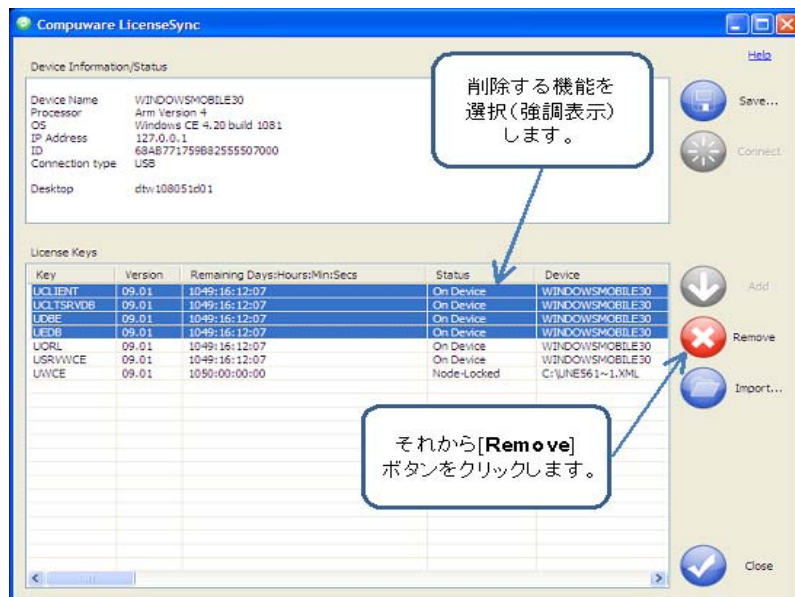 Compuware LicenseSync
Help
Device Information/Status
Device Name WINDOWSMOBILE30
Processor Arm Version 4
OS Windows CE 4.20 build 1081
IP Address 127.0.0.1
ID 68AB771759B82555507000
Connection type USB
Desktop dtw108051d01
削除する機能を
選択(強調表示)
します。
Save...
Connect
License Keys
Key Version Remaining Days:Hours:Min:Secs Status Device
UCLIENT 09.01 1049:16:12:07 On Device WINDOWSMOBILE30
UCLTSRVDB 09.01 1049:16:12:07 On Device WINDOWSMOBILE30
UDBE 09.01 1049:16:12:07 On Device WINDOWSMOBILE30
UEDB 09.01 1049:16:12:07 On Device WINDOWSMOBILE30
UORL 09.01 1049:16:12:07 On Device WINDOWSMOBILE30
USRVWCE 09.01 1049:16:12:07 On Device WINDOWSMOBILE30
UWCE 09.01 1050:00:00:00 Node-Locked C:\UNES61~1.XML
Add
Remove
Import...
それから[Remove]
ボタンをクリックします。
Close